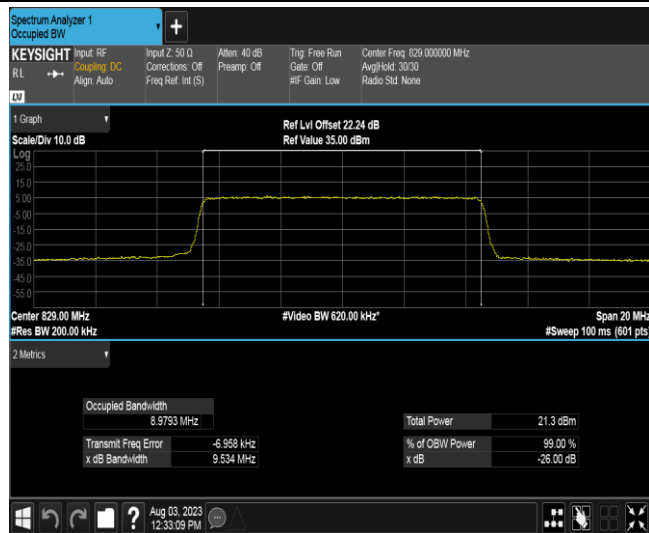 Spectrum Analyzer 1
Occupied BW
+
KEYSIGHT
RL
LXI
Input: RF
Coupling: DC
Align: Auto
Input Z: 50 Ω
Corrections: Off
Freq Ref: Int (S)
Atten: 40 dB
Preamp: Off
Trig: Free Run
Gate: Off
#IF Gain: Low
Center Freq: 829.000000 MHz
Avg|Hold: 30/30
Radio Std: None
1 Graph
Scale/Div 10.0 dB
Ref Lvl Offset 22.24 dB
Ref Value 35.00 dBm
Log
25.0
15.0
5.00
-5.00
-15.0
-25.0
-35.0
-45.0
-55.0
Center 829.00 MHz
#Video BW 620.00 kHz*
Span 20 MHz
#Res BW 200.00 kHz
#Sweep 100 ms (601 pts)
2 Metrics
Occupied Bandwidth
8.9793 MHz
Transmit Freq Error -6.958 kHz
x dB Bandwidth 9.534 MHz
Total Power 21.3 dBm
% of OBW Power 99.00 %
x dB -26.00 dB
?
Aug 03, 2023
12:33:09 PM